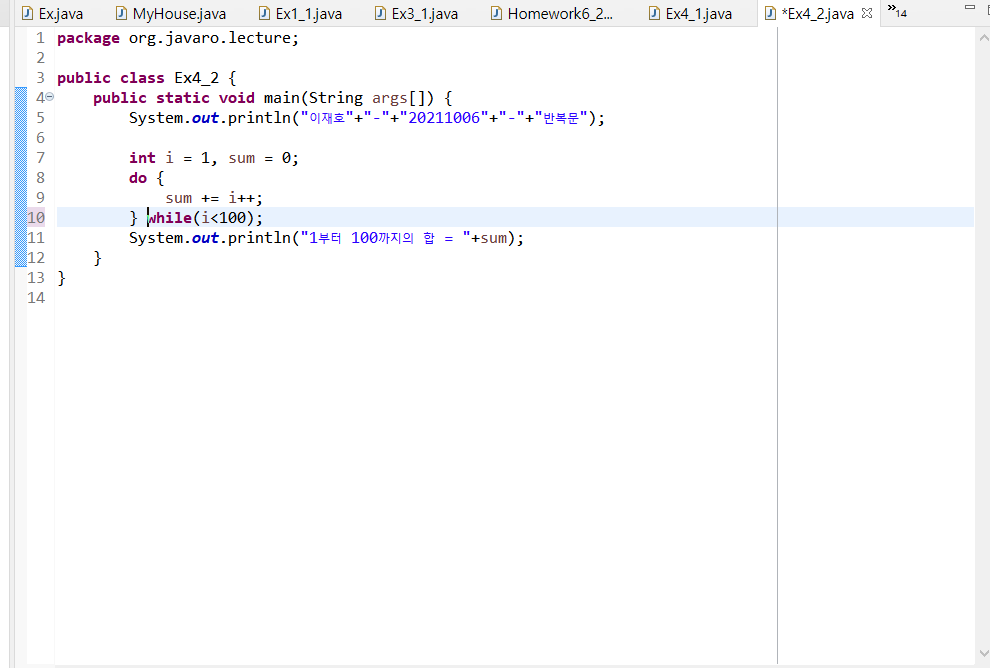 Ex.java MyHouse.java Ex1_1.java Ex3_1.java Homework6_2... Ex4_1.java *Ex4_2.java »14
1 package org.javaro.lecture;
2
3 public class Ex4_2 {
4 public static void main(String args[]) {
5 System.out.println("이재호"+"-"+"20211006"+"-"+"반복문");
6
7 int i = 1, sum = 0;
8 do {
9 sum += i++;
10 } while(i<100);
11 System.out.println("1부터 100까지의 합 = "+sum);
12 }
13 }
14